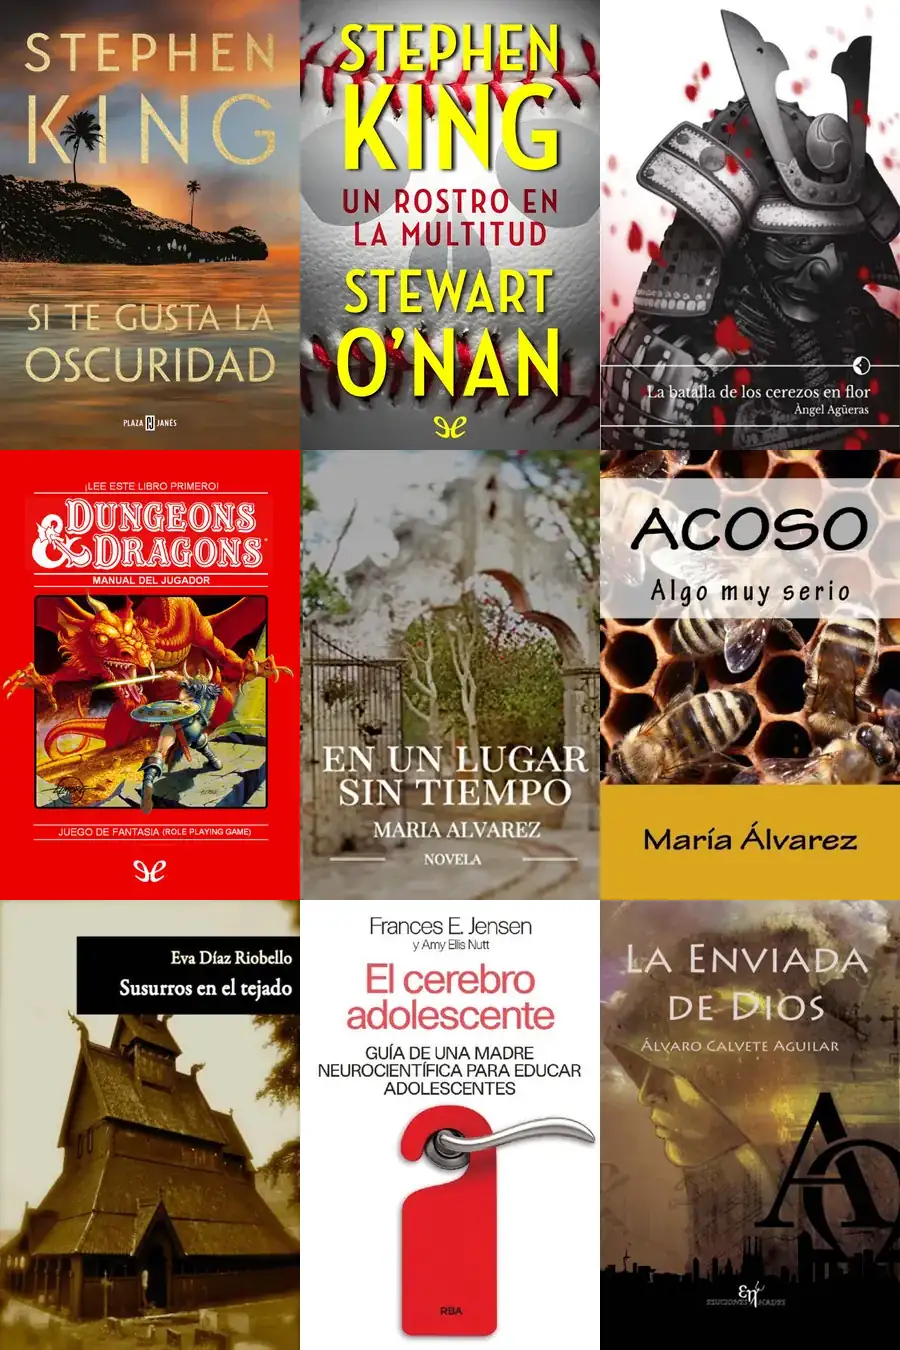 STEPHEN
KING
SI TE GUSTA LA
OSCURIDAD
PLAZA PJ JANÉS
STEPHEN
KING
UN ROSTRO EN
LA MULTITUD
STEWART
O'NAN
La batalla de los cerezos en flor
Ángel Agüeras
¡LEE ESTE LIBRO PRIMERO!
DUNGEONS
& DRAGONS®
MANUAL DEL JUGADOR
JUEGO DE FANTASIA (ROLE PLAYING GAME)
EN UN LUGAR
SIN TIEMPO
MARIA ALVAREZ
NOVELA
ACOSO
Algo muy serio
María Álvarez
Eva Díaz Riobello
Susurros en el tejado
Frances E. Jensen
y Amy Ellis Nutt
El cerebro
adolescente
GUÍA DE UNA MADRE
NEUROCIENTÍFICA PARA EDUCAR
ADOLESCENTES
RBA
LA ENVIADA
DE DIOS
ÁLVARO CALVETE AGUILAR
AΩ